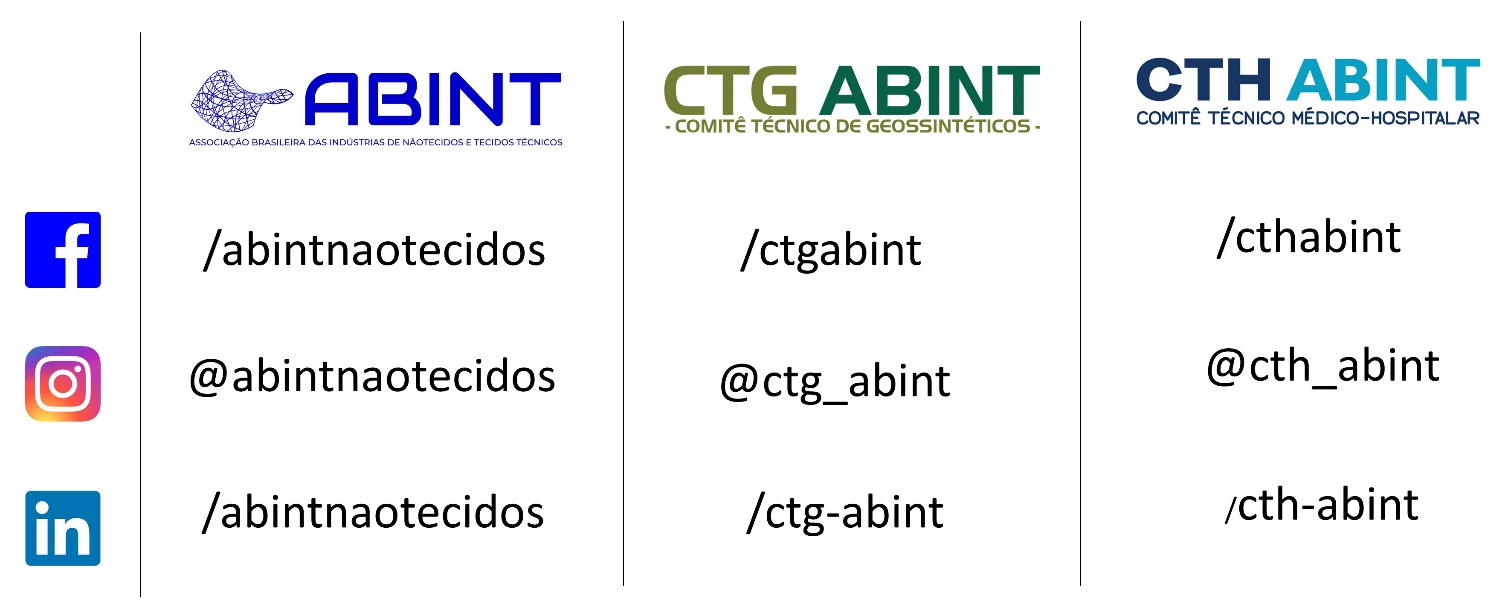 ABINT
ASSOCIAÇÃO BRASILEIRA DAS INDÚSTRIAS DE NÃOTECIDOS E TECIDOS TÉCNICOS
CTG ABINT
- COMITÊ TÉCNICO DE GEOSSINTÉTICOS -
CTH ABINT
COMITÊ TÉCNICO MÉDICO-HOSPITALAR
f
/abintnaotecidos
/ctgabint
/cthabint
@abintnaotecidos
@ctg_abint
@cth_abint
in
/abintnaotecidos
/ctg-abint
/cth-abint